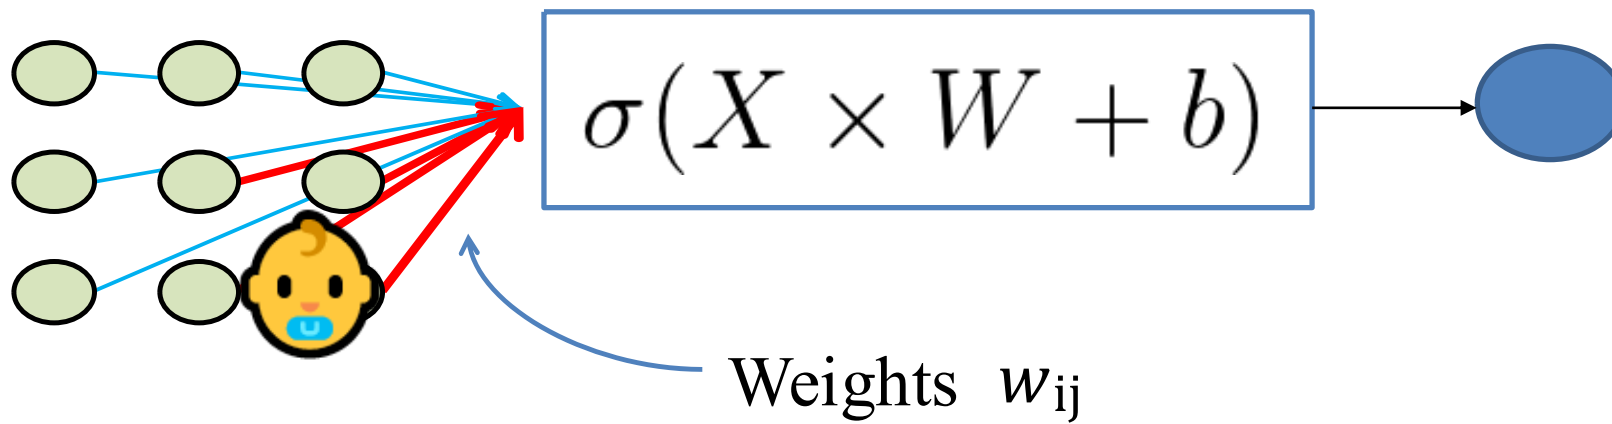 σ(X × W + b)
Weights w_ij